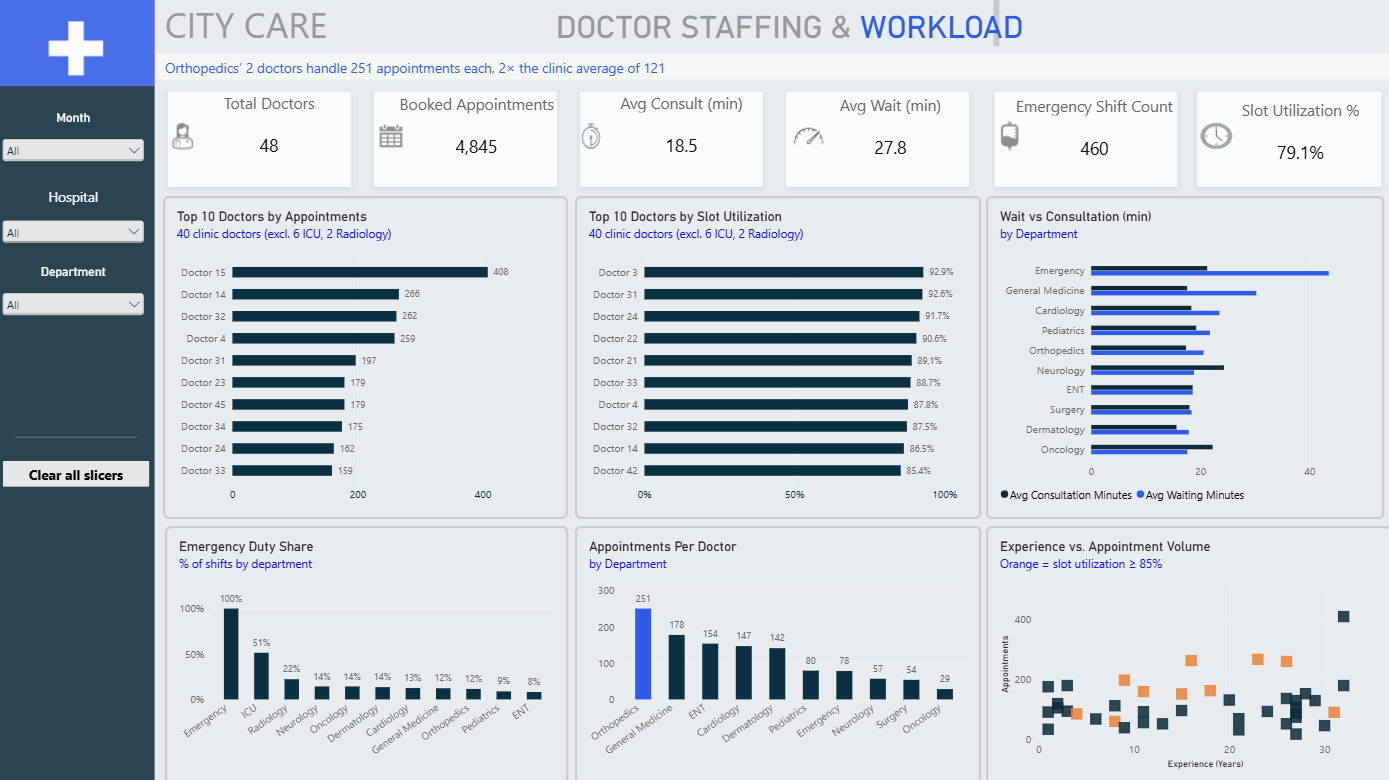 CITY CARE
DOCTOR STAFFING & WORKLOAD
Orthopedics' 2 doctors handle 251 appointments each, 2× the clinic average of 121
Month
All
Hospital
All
Department
All
Clear all slicers
Total Doctors
48
Booked Appointments
4,845
Avg Consult (min)
18.5
Avg Wait (min)
27.8
Emergency Shift Count
460
Slot Utilization %
79.1%
Top 10 Doctors by Appointments
40 clinic doctors (excl. 6 ICU, 2 Radiology)
Doctor 15 408
Doctor 14 266
Doctor 32 262
Doctor 4 259
Doctor 31 197
Doctor 23 179
Doctor 45 179
Doctor 34 175
Doctor 24 162
Doctor 33 159
0 200 400
Top 10 Doctors by Slot Utilization
40 clinic doctors (excl. 6 ICU, 2 Radiology)
Doctor 3 92.9%
Doctor 31 92.6%
Doctor 24 91.7%
Doctor 22 90.6%
Doctor 21 89.1%
Doctor 33 88.7%
Doctor 4 87.8%
Doctor 32 87.5%
Doctor 14 86.5%
Doctor 42 85.4%
0% 50% 100%
Wait vs Consultation (min)
by Department
Emergency
General Medicine
Cardiology
Pediatrics
Orthopedics
Neurology
ENT
Surgery
Dermatology
Oncology
0 20 40
Avg Consultation Minutes Avg Waiting Minutes
Emergency Duty Share
% of shifts by department
100%
50%
0%
100% 51% 22% 14% 14% 14% 13% 12% 12% 9% 8%
Emergency ICU Radiology Neurology Oncology Dermatology Cardiology General Medicine Orthopedics Pediatrics ENT
Appointments Per Doctor
by Department
300
200
100
0
251 178 154 147 142 80 78 57 54 29
Orthopedics General Medicine ENT Cardiology Dermatology Pediatrics Emergency Neurology Surgery Oncology
Experience vs. Appointment Volume
Orange = slot utilization ≥ 85%
Appointments
400
200
0
0 10 20 30
Experience (Years)